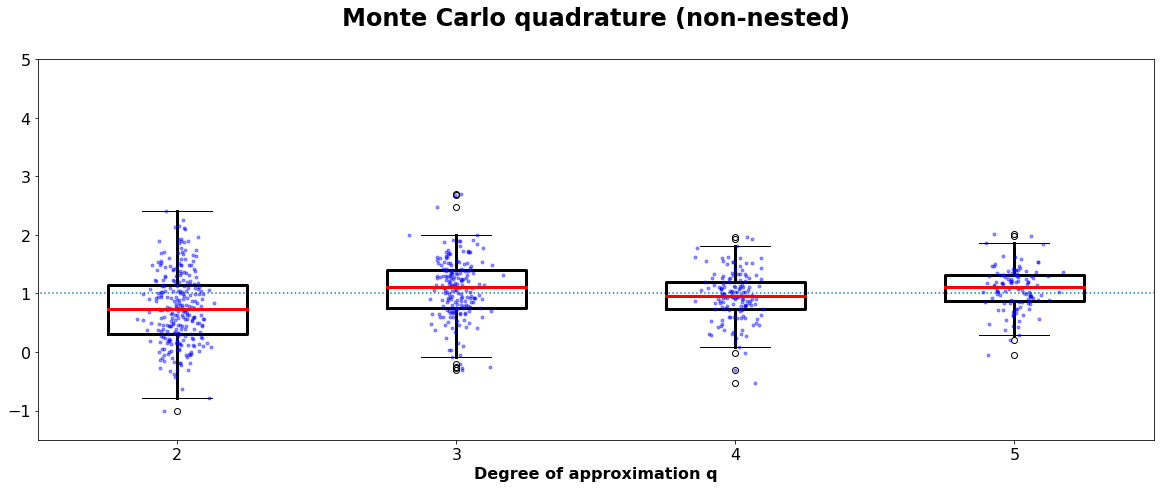 Monte Carlo quadrature (non-nested)
5
4
3
2
1
0
−1
2 3 4 5
Degree of approximation q